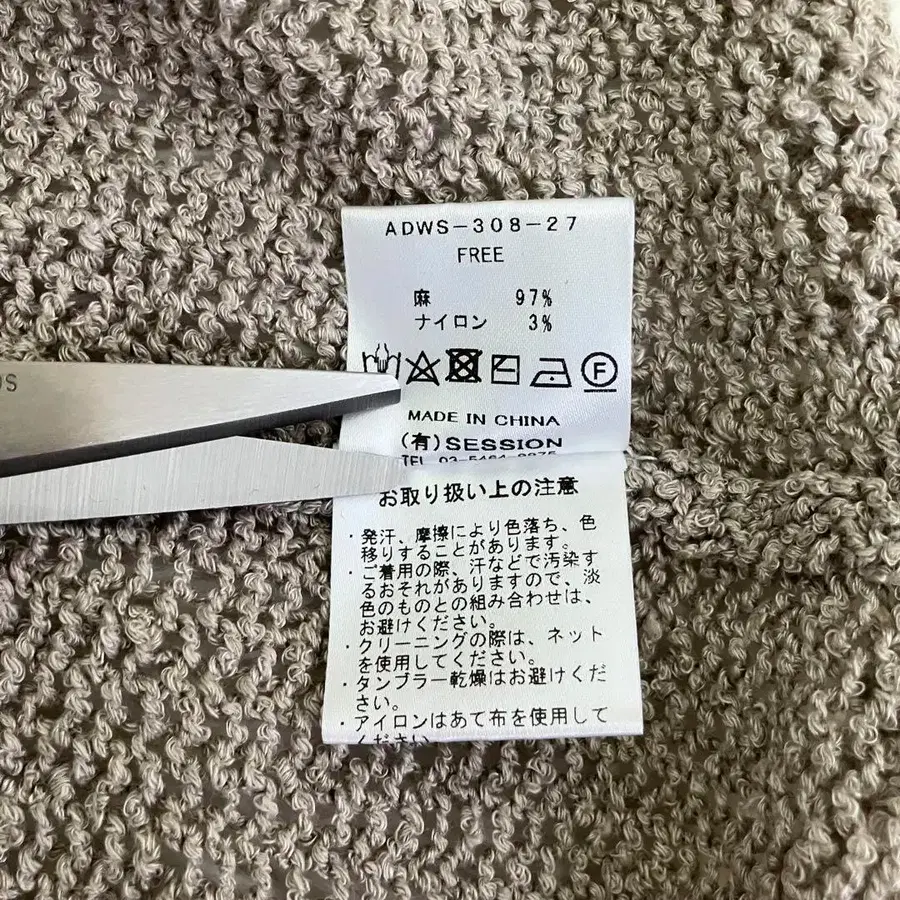 ADWS-308-27
FREE
麻 97%
ナイロン 3%
F
MADE IN CHINA
(有)SESSION
TEL
お取り扱い上の注意
・発汗、摩擦により色落ち、色
移りすることがあります。
・ご着用の際、汗などで汚染す
るおそれがありますので、淡
色のものとの組み合わせは、
お避けください。
・クリーニングの際は、ネット
を使用してください。
・タンブラー乾燥はお避けくだ
さい。
・アイロンはあて布を使用して
ください